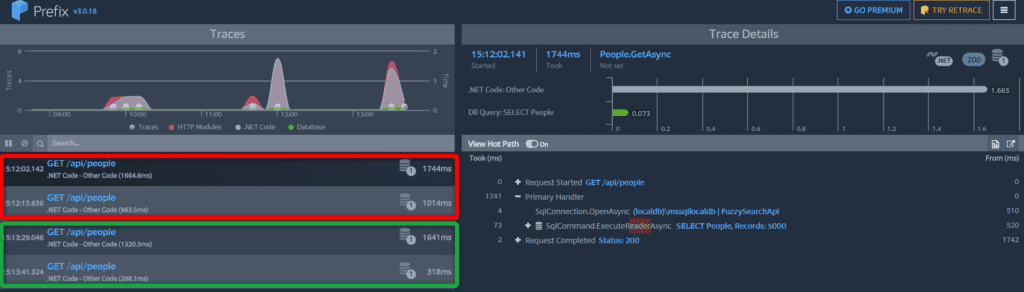 Prefix v3.0.18
GO PREMIUM
TRY RETRACE
Traces
8
4
0
2
1
0
Traces
Time
09:00
10:00
11:00
12:00
13:00
Traces HTTP Modules .NET Code Database
Search...
15:12:02.142 GET /api/people 1 1744ms
.NET Code - Other Code (1664.6ms)
15:12:15.636 GET /api/people 1 1014ms
.NET Code - Other Code (963.5ms)
15:13:29.046 GET /api/people 1 1641ms
.NET Code - Other Code (1320.5ms)
15:13:41.324 GET /api/people 1 318ms
.NET Code - Other Code (268.1ms)
Trace Details
15:12:02.141 1744ms People.GetAsync .NET 200 1
Started Took Not set
.NET Code: Other Code 1.665
DB Query: SELECT People 0.073
0 0.2 0.4 0.6 0.8 1 1.2 1.4 1.6
View Hot Path On
Took (ms) From (ms)
0 + Request Started GET /api/people 0
1741 − Primary Handler 0
4 SqlConnection.OpenAsync (localdb)\mssqllocaldb | FuzzySearchApi 510
73 + SqlCommand.ExecuteReaderAsync SELECT People, Records: 5000 520
2 + Request Completed Status: 200 1742